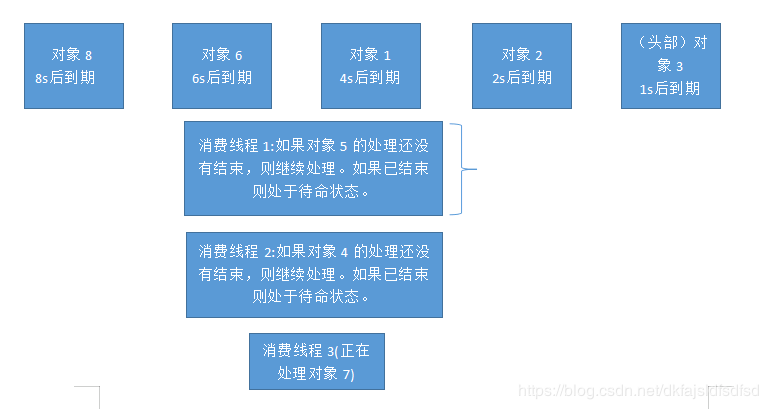 对象 8
8s后到期
对象 6
6s后到期
对象 1
4s后到期
对象 2
2s后到期
（头部）对
象 3
1s后到期
消费线程 1:如果对象 5 的处理还没
有结束，则继续处理。如果已结束
则处于待命状态。
消费线程 2:如果对象 4 的处理还没
有结束，则继续处理。如果已结束
则处于待命状态。
消费线程 3(正在
处理对象 7)